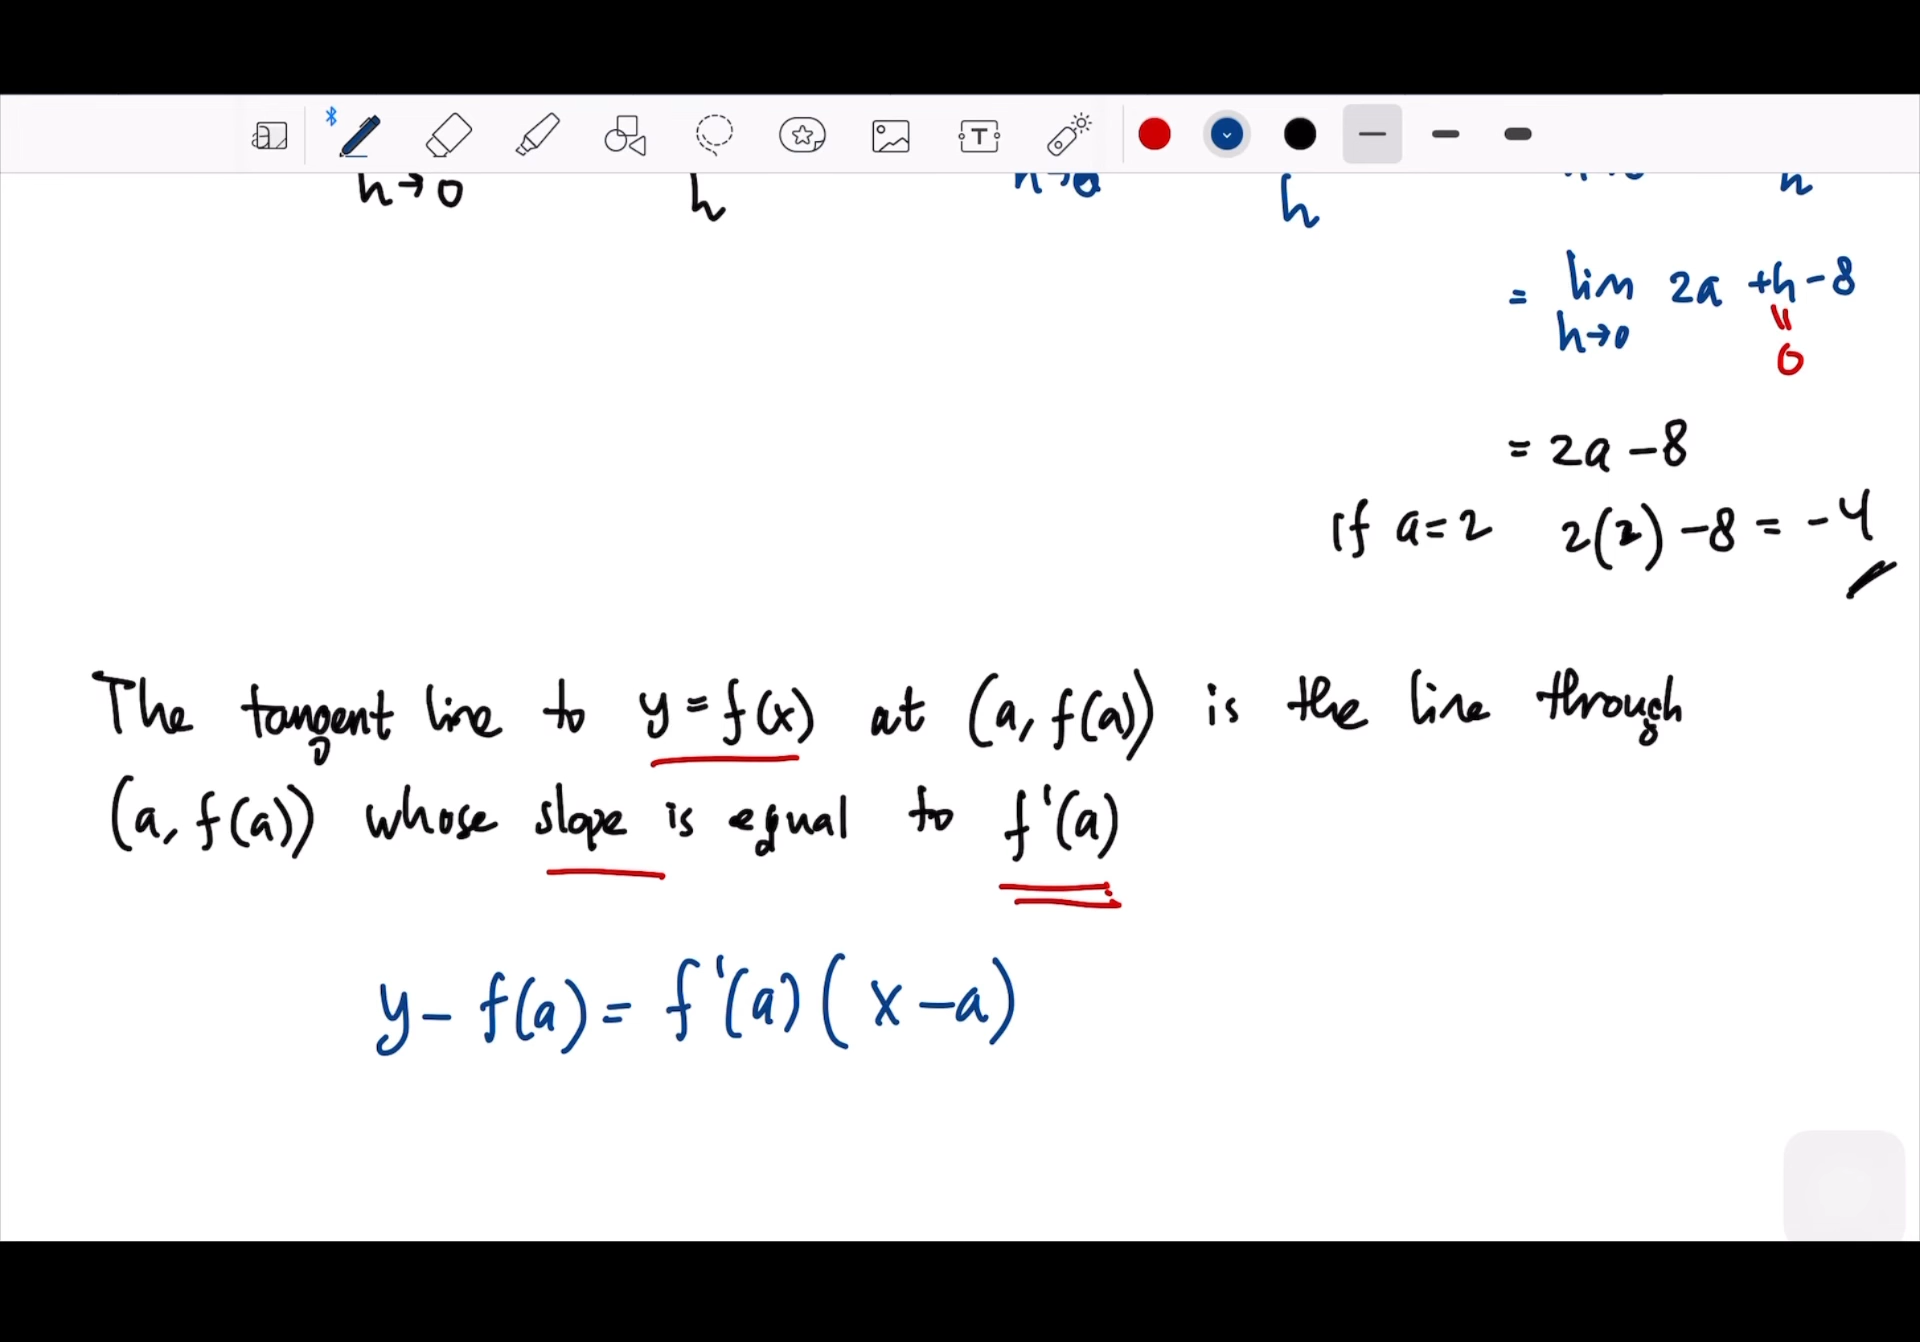 h→0 h h→0 h h
= lim 2a +h-8
h→0 
"
0
= 2a -8
If a=2 2(2) -8 = -4
The tangent line to y = f(x) at (a, f(a)) is the line through
(a, f(a)) whose slope is equal to f'(a)
y - f(a) = f'(a) (x-a)